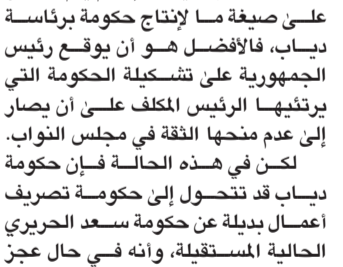 على صيغة ما لإنتاج حكومة برئاسة
دياب، فالأفضل هو أن يوقع رئيس
الجمهورية على تشكيلة الحكومة التي
يرتئيها الرئيس المكلف على أن يصار
إلى عدم منحها الثقة في مجلس النواب.
لكن في هذه الحالة فإن حكومة
دياب قد تتحول إلى حكومة تصريف
أعمال بديلة عن حكومة سعد الحريري
الحالية المستقيلة، وأنه في حال عجز